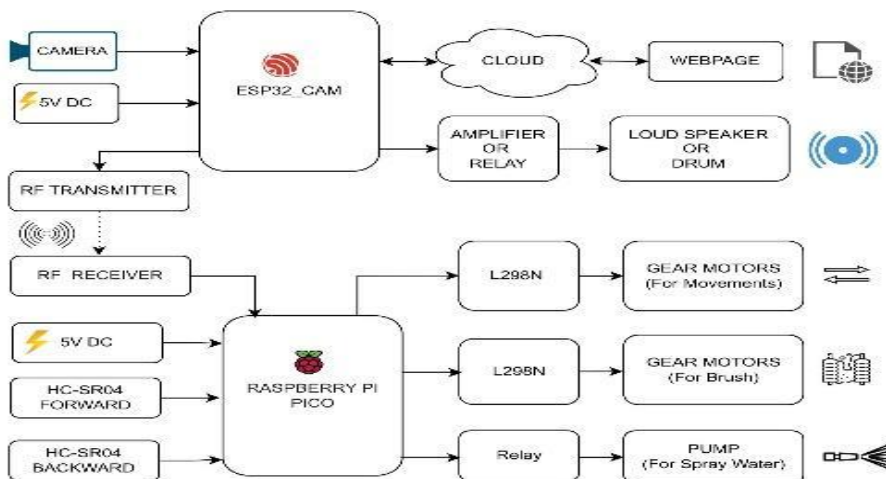 CAMERA
5V DC
ESP32_CAM
CLOUD
WEBPAGE
AMPLIFIER
OR
RELAY
LOUD SPEAKER
OR
DRUM
RF TRANSMITTER
RF RECEIVER
5V DC
HC-SR04
FORWARD
HC-SR04
BACKWARD
RASPBERRY PI
PICO
L298N
GEAR MOTORS
(For Movements)
L298N
GEAR MOTORS
(For Brush)
Relay
PUMP
(For Spray Water)